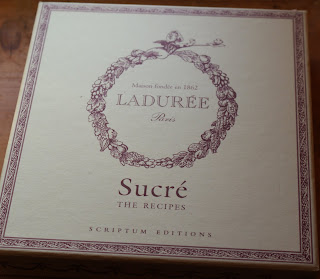 Maison fondée en 1862
LADURÉE
Paris
Sucré
THE RECIPES
SCRIPTUM EDITIONS